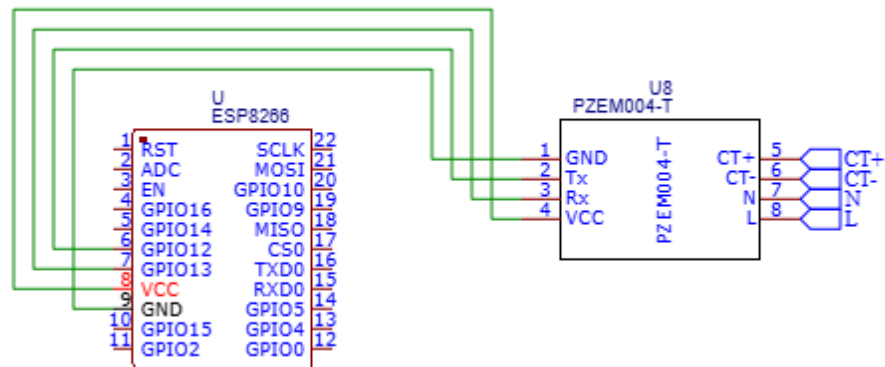 U
ESP8266
1 RST SCLK 22
2 ADC MOSI 21
3 EN GPIO10 20
4 GPIO16 GPIO9 19
5 GPIO14 MISO 18
6 GPIO12 CS0 17
7 GPIO13 TXD0 16
8 VCC RXD0 15
9 GND GPIO5 14
10 GPIO15 GPIO4 13
11 GPIO2 GPIO0 12
U8
PZEM004-T
PZEM004-T
1 GND CT+ 5 CT+
2 Tx CT- 6 CT-
3 Rx N 7 N
4 VCC L 8 L